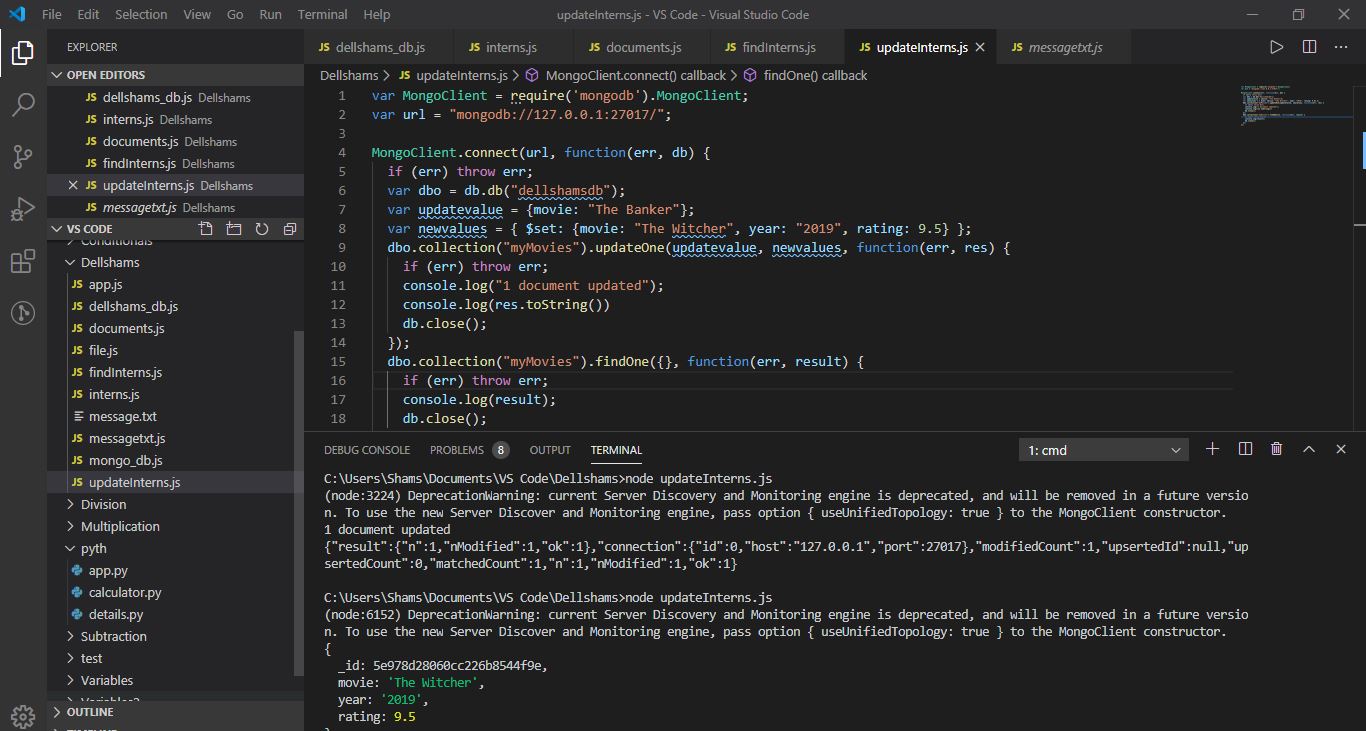 File Edit Selection View Go Run Terminal Help
updateInterns.js - VS Code - Visual Studio Code
EXPLORER
OPEN EDITORS
JS dellshams_db.js Dellshams
JS interns.js Dellshams
JS documents.js Dellshams
JS findInterns.js Dellshams
JS updateInterns.js Dellshams
JS messagetxt.js Dellshams
VS CODE
Conditionals
Dellshams
JS app.js
JS dellshams_db.js
JS documents.js
JS file.js
JS findInterns.js
JS interns.js
message.txt
JS messagetxt.js
JS mongo_db.js
JS updateInterns.js
Division
Multiplication
pyth
app.py
calculator.py
details.py
Subtraction
test
Variables
Variables2
OUTLINE
TIMELINE
JS dellshams_db.js JS interns.js JS documents.js JS findInterns.js JS updateInterns.js JS messagetxt.js
Dellshams > JS updateInterns.js > MongoClient.connect() callback > findOne() callback
1 var MongoClient = require('mongodb').MongoClient;
2 var url = "mongodb://127.0.0.1:27017/";
3
4 MongoClient.connect(url, function(err, db) {
5 if (err) throw err;
6 var dbo = db.db("dellshamsdb");
7 var updatevalue = {movie: "The Banker"};
8 var newvalues = { $set: {movie: "The Witcher", year: "2019", rating: 9.5} };
9 dbo.collection("myMovies").updateOne(updatevalue, newvalues, function(err, res) {
10 if (err) throw err;
11 console.log("1 document updated");
12 console.log(res.toString())
13 db.close();
14 });
15 dbo.collection("myMovies").findOne({}, function(err, result) {
16 if (err) throw err;
17 console.log(result);
18 db.close();
DEBUG CONSOLE PROBLEMS 8 OUTPUT TERMINAL
1: cmd
C:\Users\Shams\Documents\VS Code\Dellshams>node updateInterns.js
(node:3224) DeprecationWarning: current Server Discovery and Monitoring engine is deprecated, and will be removed in a future versio
n. To use the new Server Discover and Monitoring engine, pass option { useUnifiedTopology: true } to the MongoClient constructor.
1 document updated
{"result":{"n":1,"nModified":1,"ok":1},"connection":{"id":0,"host":"127.0.0.1","port":27017},"modifiedCount":1,"upsertedId":null,"up
sertedCount":0,"matchedCount":1,"n":1,"nModified":1,"ok":1}
C:\Users\Shams\Documents\VS Code\Dellshams>node updateInterns.js
(node:6152) DeprecationWarning: current Server Discovery and Monitoring engine is deprecated, and will be removed in a future versio
n. To use the new Server Discover and Monitoring engine, pass option { useUnifiedTopology: true } to the MongoClient constructor.
{
_id: 5e978d28060cc226b8544f9e,
movie: 'The Witcher',
year: '2019',
rating: 9.5
}